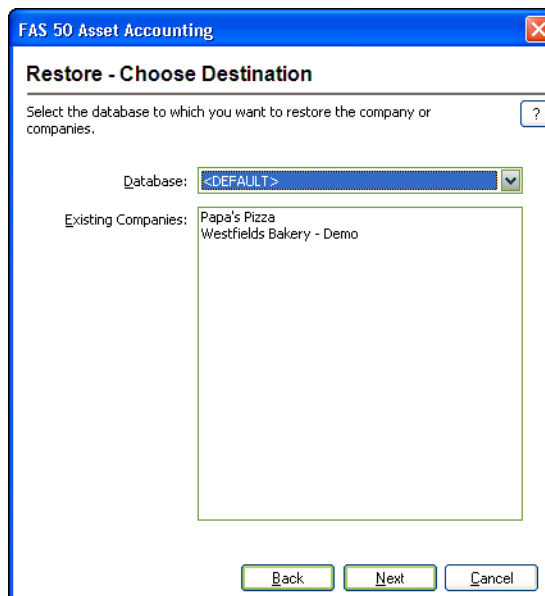 FAS 50 Asset Accounting
Restore - Choose Destination
Select the database to which you want to restore the company or
companies.
?
Database: <DEFAULT>
Existing Companies:
Papa's Pizza
Westfields Bakery - Demo
Back Next Cancel